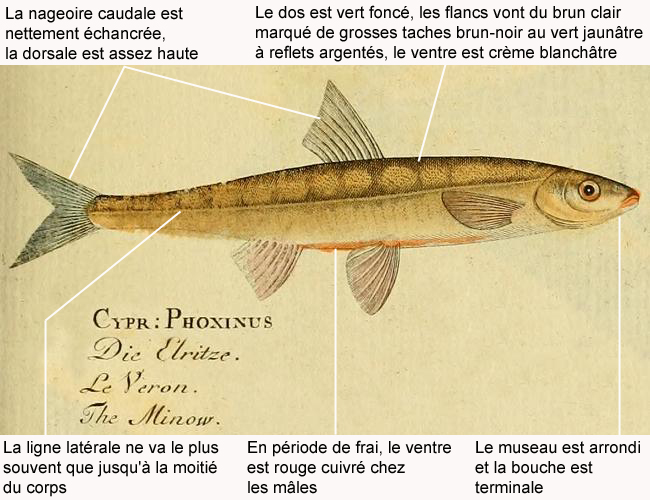 La nageoire caudale est
nettement échancrée,
la dorsale est assez haute
Le dos est vert foncé, les flancs vont du brun clair
marqué de grosses taches brun-noir au vert jaunâtre
à reflets argentés, le ventre est crème blanchâtre
CYPR: PHOXINUS
Die Elritze.
Le Veron.
The Minow.
La ligne latérale ne va le plus
souvent que jusqu'à la moitié
du corps
En période de frai, le ventre
est rouge cuivré chez
les mâles
Le museau est arrondi
et la bouche est
terminale